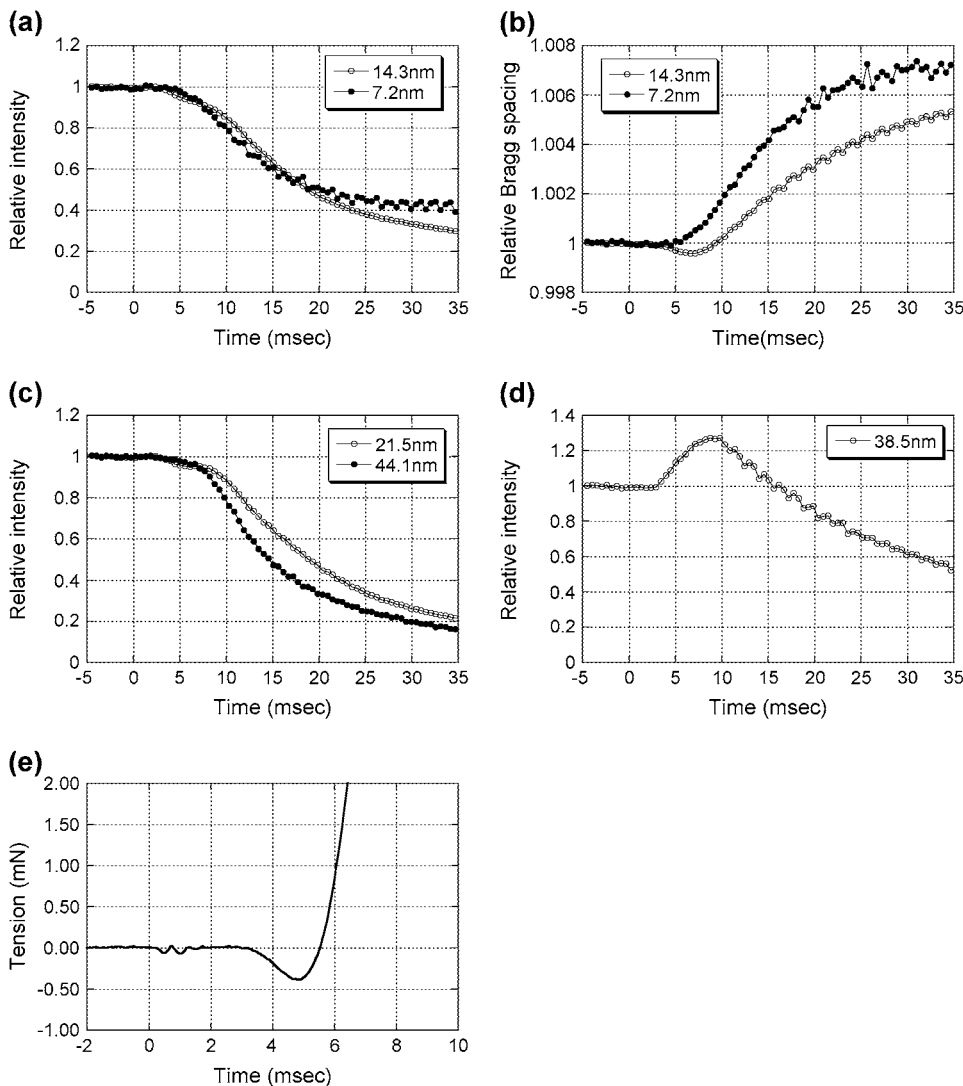 (a)
1.2
1
0.8
0.6
0.4
0.2
0
Relative intensity
14.3nm
7.2nm
-5 0 5 10 15 20 25 30 35
Time (msec)
(b)
1.008
1.006
1.004
1.002
1
0.998
Relative Bragg spacing
14.3nm
7.2nm
-5 0 5 10 15 20 25 30 35
Time(msec)
(c)
1.2
1
0.8
0.6
0.4
0.2
0
Relative intensity
21.5nm
44.1nm
-5 0 5 10 15 20 25 30 35
Time (msec)
(d)
1.4
1.2
1
0.8
0.6
0.4
0.2
0
Relative intensity
38.5nm
-5 0 5 10 15 20 25 30 35
Time (msec)
(e)
2.00
1.50
1.00
0.50
0.00
-0.50
-1.00
Tension (mN)
-2 0 2 4 6 8 10
Time (msec)